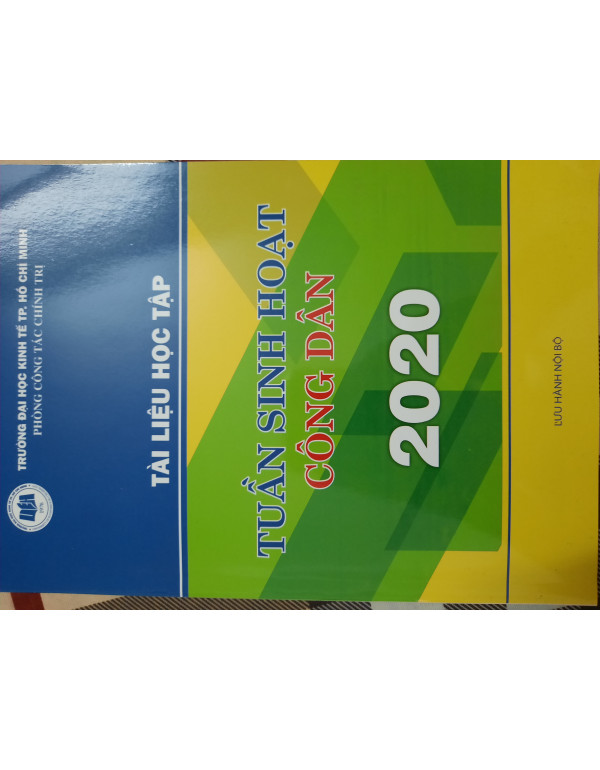 TRƯỜNG ĐẠI HỌC KINH TẾ TP. HỒ CHÍ MINH
PHÒNG CÔNG TÁC CHÍNH TRỊ
TÀI LIỆU HỌC TẬP
TUẦN SINH HOẠT
CÔNG DÂN
2020
LƯU HÀNH NỘI BỘ